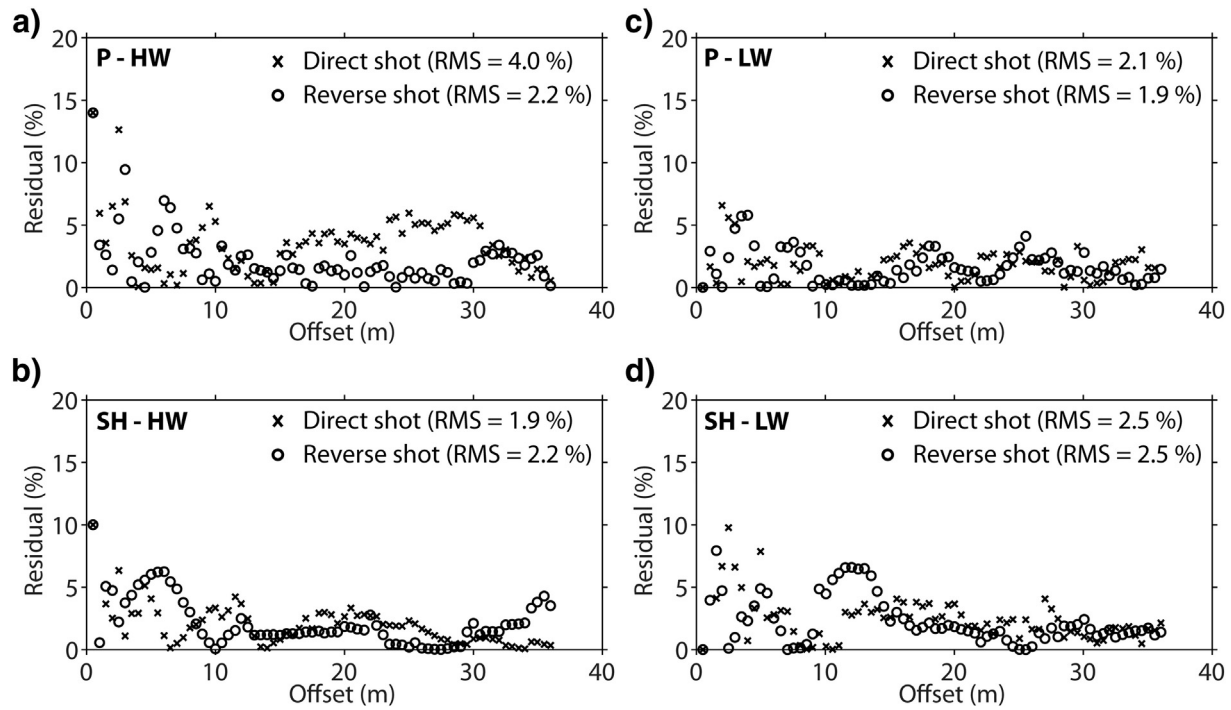 a)
P - HW
Direct shot (RMS = 4.0 %)
Reverse shot (RMS = 2.2 %)
20
15
10
5
0
Residual (%)
0 10 20 30 40
Offset (m)
c)
P - LW
Direct shot (RMS = 2.1 %)
Reverse shot (RMS = 1.9 %)
20
15
10
5
0
Residual (%)
0 10 20 30 40
Offset (m)
b)
SH - HW
Direct shot (RMS = 1.9 %)
Reverse shot (RMS = 2.2 %)
20
15
10
5
0
Residual (%)
0 10 20 30 40
Offset (m)
d)
SH - LW
Direct shot (RMS = 2.5 %)
Reverse shot (RMS = 2.5 %)
20
15
10
5
0
Residual (%)
0 10 20 30 40
Offset (m)